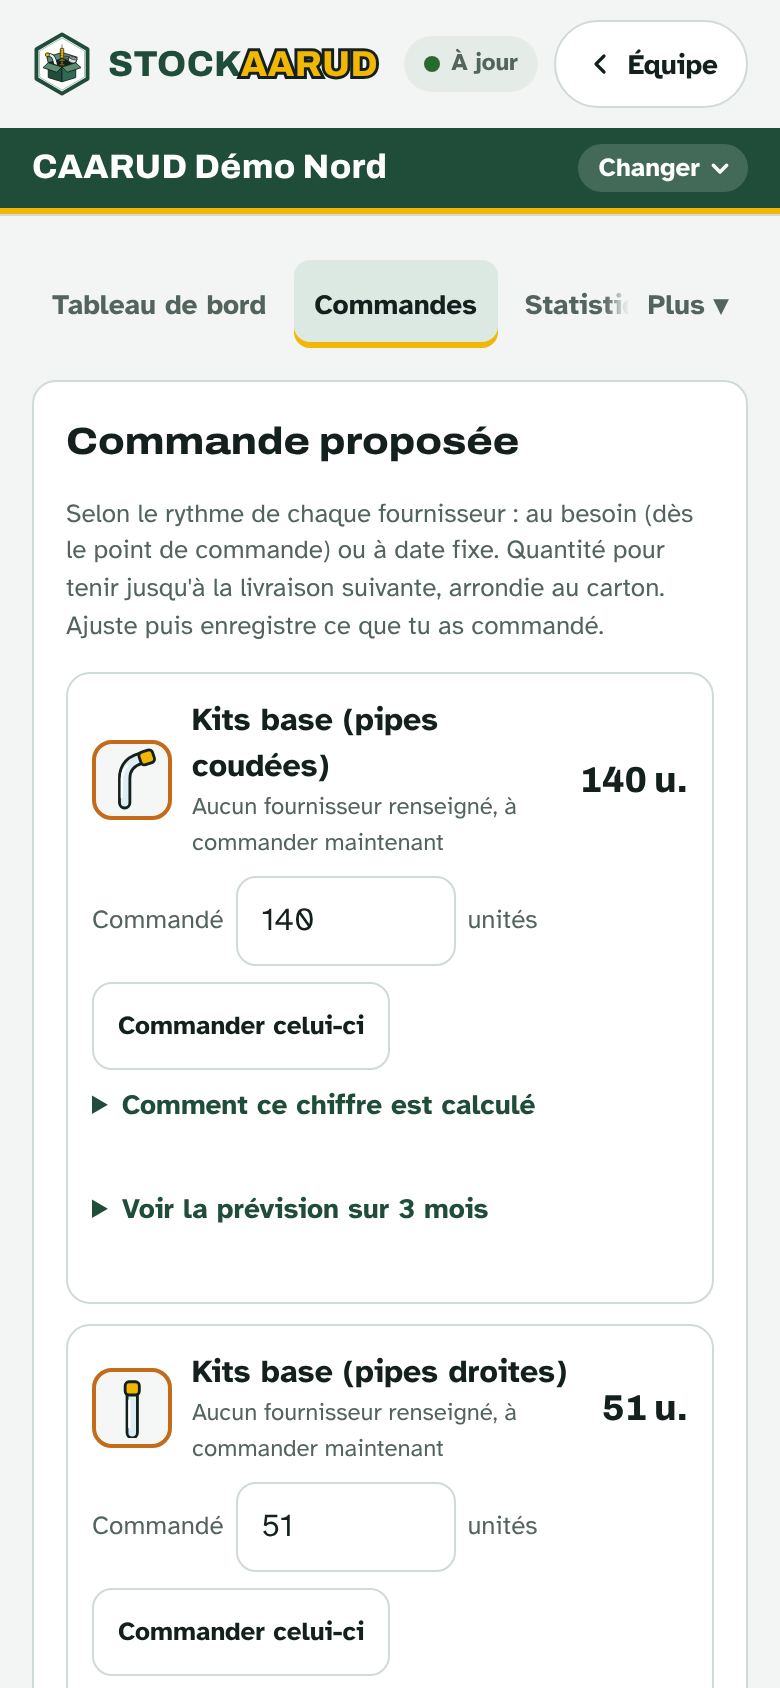 STOCKAARUD
À jour
Équipe
CAARUD Démo Nord
Changer
Tableau de bord
Commandes
Statisti
Plus ▼
Commande proposée
Selon le rythme de chaque fournisseur : au besoin (dès
le point de commande) ou à date fixe. Quantité pour
tenir jusqu'à la livraison suivante, arrondie au carton.
Ajuste puis enregistre ce que tu as commandé.
Kits base (pipes
coudées)
Aucun fournisseur renseigné, à
commander maintenant
140 u.
Commandé
140
unités
Commander celui-ci
▶ Comment ce chiffre est calculé
▶ Voir la prévision sur 3 mois
Kits base (pipes droites)
Aucun fournisseur renseigné, à
commander maintenant
51 u.
Commandé
51
unités
Commander celui-ci